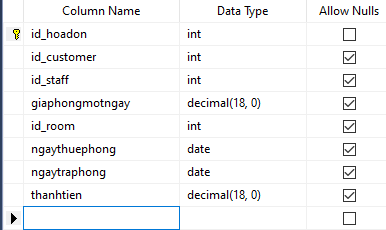 Column Name Data Type Allow Nulls
id_hoadon int
id_customer int
id_staff int
giaphongmotngay decimal(18, 0)
id_room int
ngaythuephong date
ngaytraphong date
thanhtien decimal(18, 0)